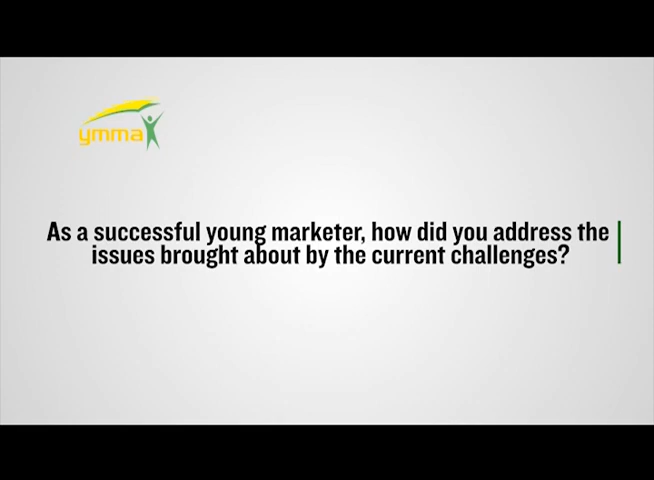 ymma
As a successful young marketer, how did you address the
issues brought about by the current challenges?